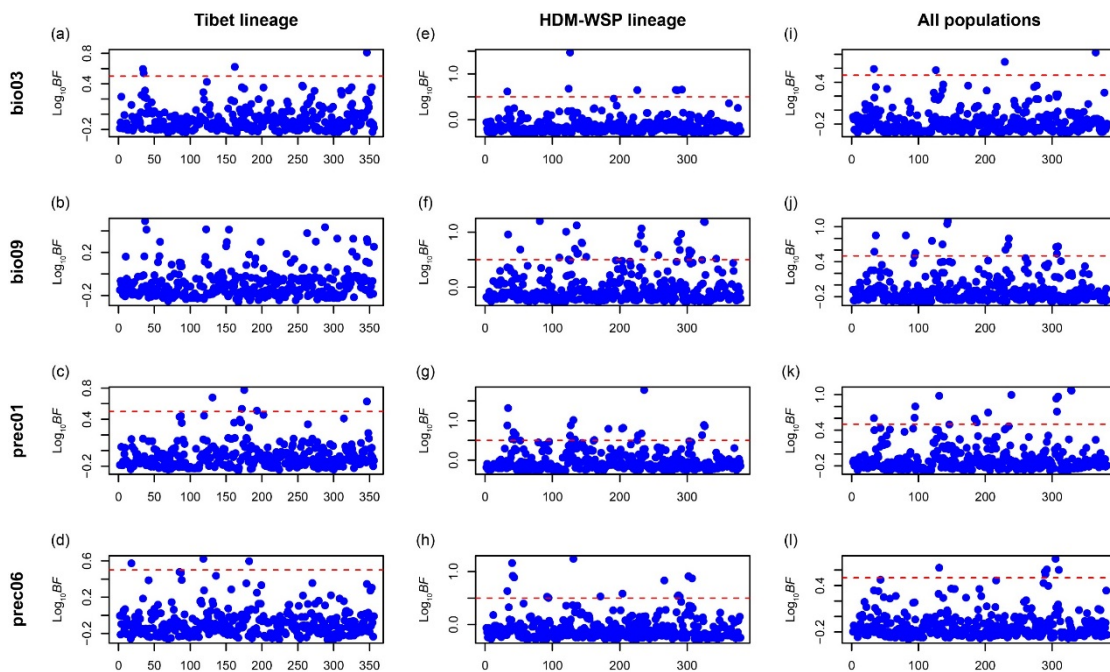 Tibet lineage HDM-WSP lineage All populations
(a) (e) (i)
bio03
Log10BF −0.2 0.4 0.8
0 50 100 150 200 250 300 350
Log10BF 0.0 1.0
0 100 200 300
Log10BF −0.2 0.4
0 100 200 300
(b) (f) (j)
bio09
Log10BF −0.2 0.2
0 50 100 150 200 250 300 350
Log10BF 0.0 1.0
0 100 200 300
Log10BF −0.2 0.4 1.0
0 100 200 300
(c) (g) (k)
prec01
Log10BF −0.2 0.4 0.8
0 50 100 150 200 250 300 350
Log10BF 0.0 1.0
0 100 200 300
Log10BF −0.2 0.4 1.0
0 100 200 300
(d) (h) (l)
prec06
Log10BF −0.2 0.2 0.6
0 50 100 150 200 250 300 350
Log10BF 0.0 1.0
0 100 200 300
Log10BF −0.2 0.4
0 100 200 300